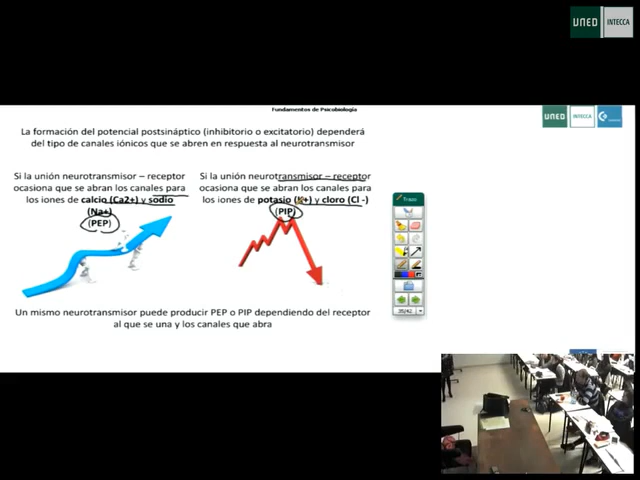 UNED
INTECCA
Fundamentos de Psicobiología
UNED
INTECCA
La formación del potencial postsináptico (inhibitorio o excitatorio) dependerá
del tipo de canales iónicos que se abren en respuesta al neurotransmisor
Si la unión neurotransmisor – receptor
ocasiona que se abran los canales para
los iones de calcio (Ca2+) y sodio
(Na+)
(PEP)
Si la unión neurotransmisor – receptor
ocasiona que se abran los canales para
los iones de potasio (K+) y cloro (Cl -)
(PIP)
Trazo
Un mismo neurotransmisor puede producir PEP o PIP dependiendo del receptor
al que se una y los canales que abra